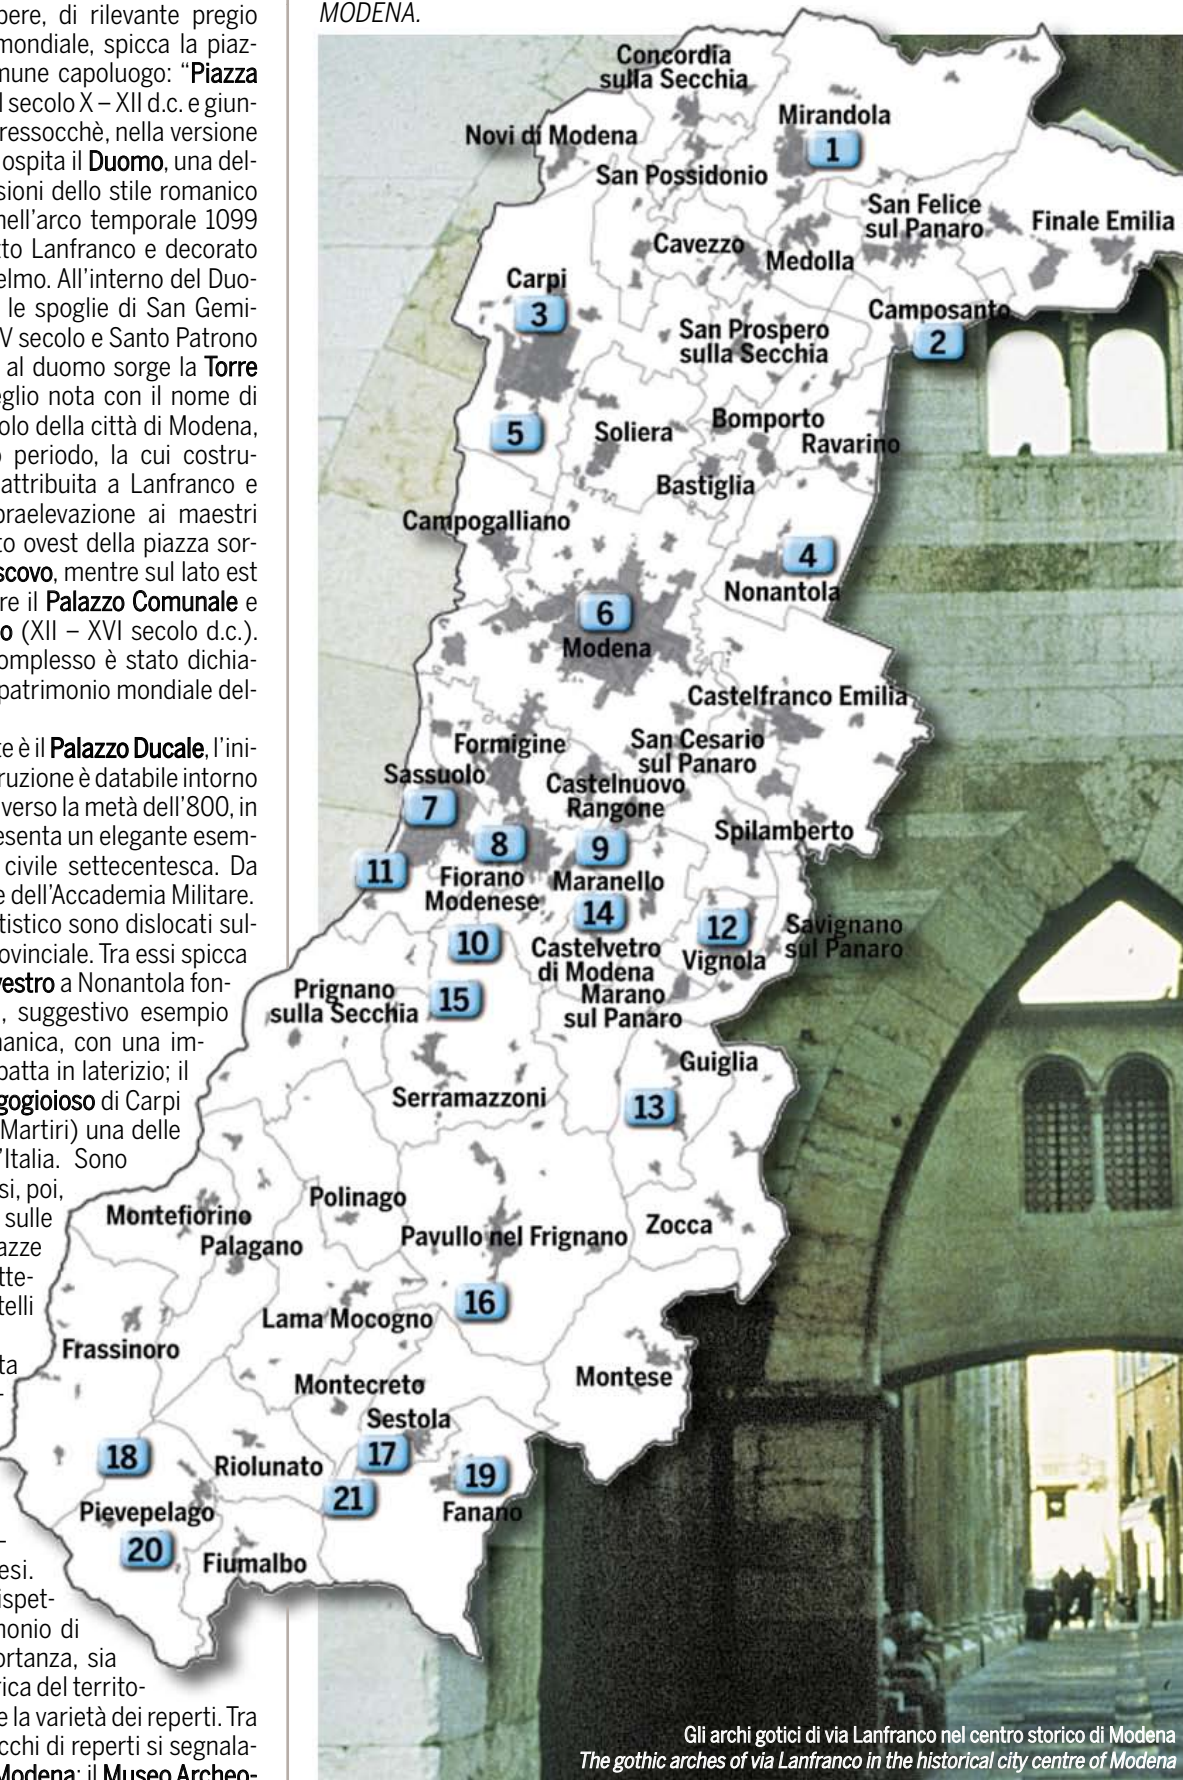 pere, di rilevante pregio
mondiale, spicca la piaz-
mune capoluogo: “Piazza
l secolo X – XII d.c. e giun-
ressocchè, nella versione
ospita il Duomo, una del-
sioni dello stile romanico
nell’arco temporale 1099
to Lanfranco e decorato
elmo. All’interno del Duo-
le spoglie di San Gemi-
V secolo e Santo Patrono
al duomo sorge la Torre
eglio nota con il nome di
olo della città di Modena,
o periodo, la cui costru-
attribuita a Lanfranco e
praelevazione ai maestri
to ovest della piazza sor-
scovo, mentre sul lato est
re il Palazzo Comunale e
o (XII – XVI secolo d.c.).
omplesso è stato dichia-
patrimonio mondiale del-
te è il Palazzo Ducale, l’ini-
ruzione è databile intorno
verso la metà dell’800, in
esenta un elegante esem-
civile settecentesca. Da
e dell’Accademia Militare.
tistico sono dislocati sul-
ovinciale. Tra essi spicca
vestro a Nonantola fon-
, suggestivo esempio
manica, con una im-
patta in laterizio; il
gogioioso di Carpi
Martiri) una delle
’Italia. Sono
si, poi,
sulle
azze
tte-
telli
ta
-
-
esi.
ispet-
monio di
ortanza, sia
rica del territo-
e la varietà dei reperti. Tra
cchi di reperti si segnala-
Modena; il Museo Archeo-
MODENA.
Concordia
sulla Secchia
Mirandola
1
Novi di Modena
San Possidonio
San Felice
sul Panaro
Finale Emilia
Cavezzo
Medolla
Carpi
3
Camposanto
2
San Prospero
sulla Secchia
5
Soliera
Bomporto
Ravarino
Bastiglia
Campogalliano
4
Nonantola
6
Modena
Castelfranco Emilia
Formigine
San Cesario
sul Panaro
Sassuolo
7
Castelnuovo
Rangone
Spilamberto
8
9
11
Fiorano
Modenese
Maranello
14
12
Savignano
sul Panaro
10
Castelvetro
di Modena
Vignola
Prignano
sulla Secchia
15
Marano
sul Panaro
Guiglia
Serramazzoni
13
Polinago
Montefiorino
Palagano
Pavullo nel Frignano
Zocca
16
Lama Mocogno
Frassinoro
Montese
Montecreto
Sestola
17
18
Riolunato
19
21
Pievepelago
Fanano
20
Fiumalbo
Gli archi gotici di via Lanfranco nel centro storico di Modena
The gothic arches of via Lanfranco in the historical city centre of Modena